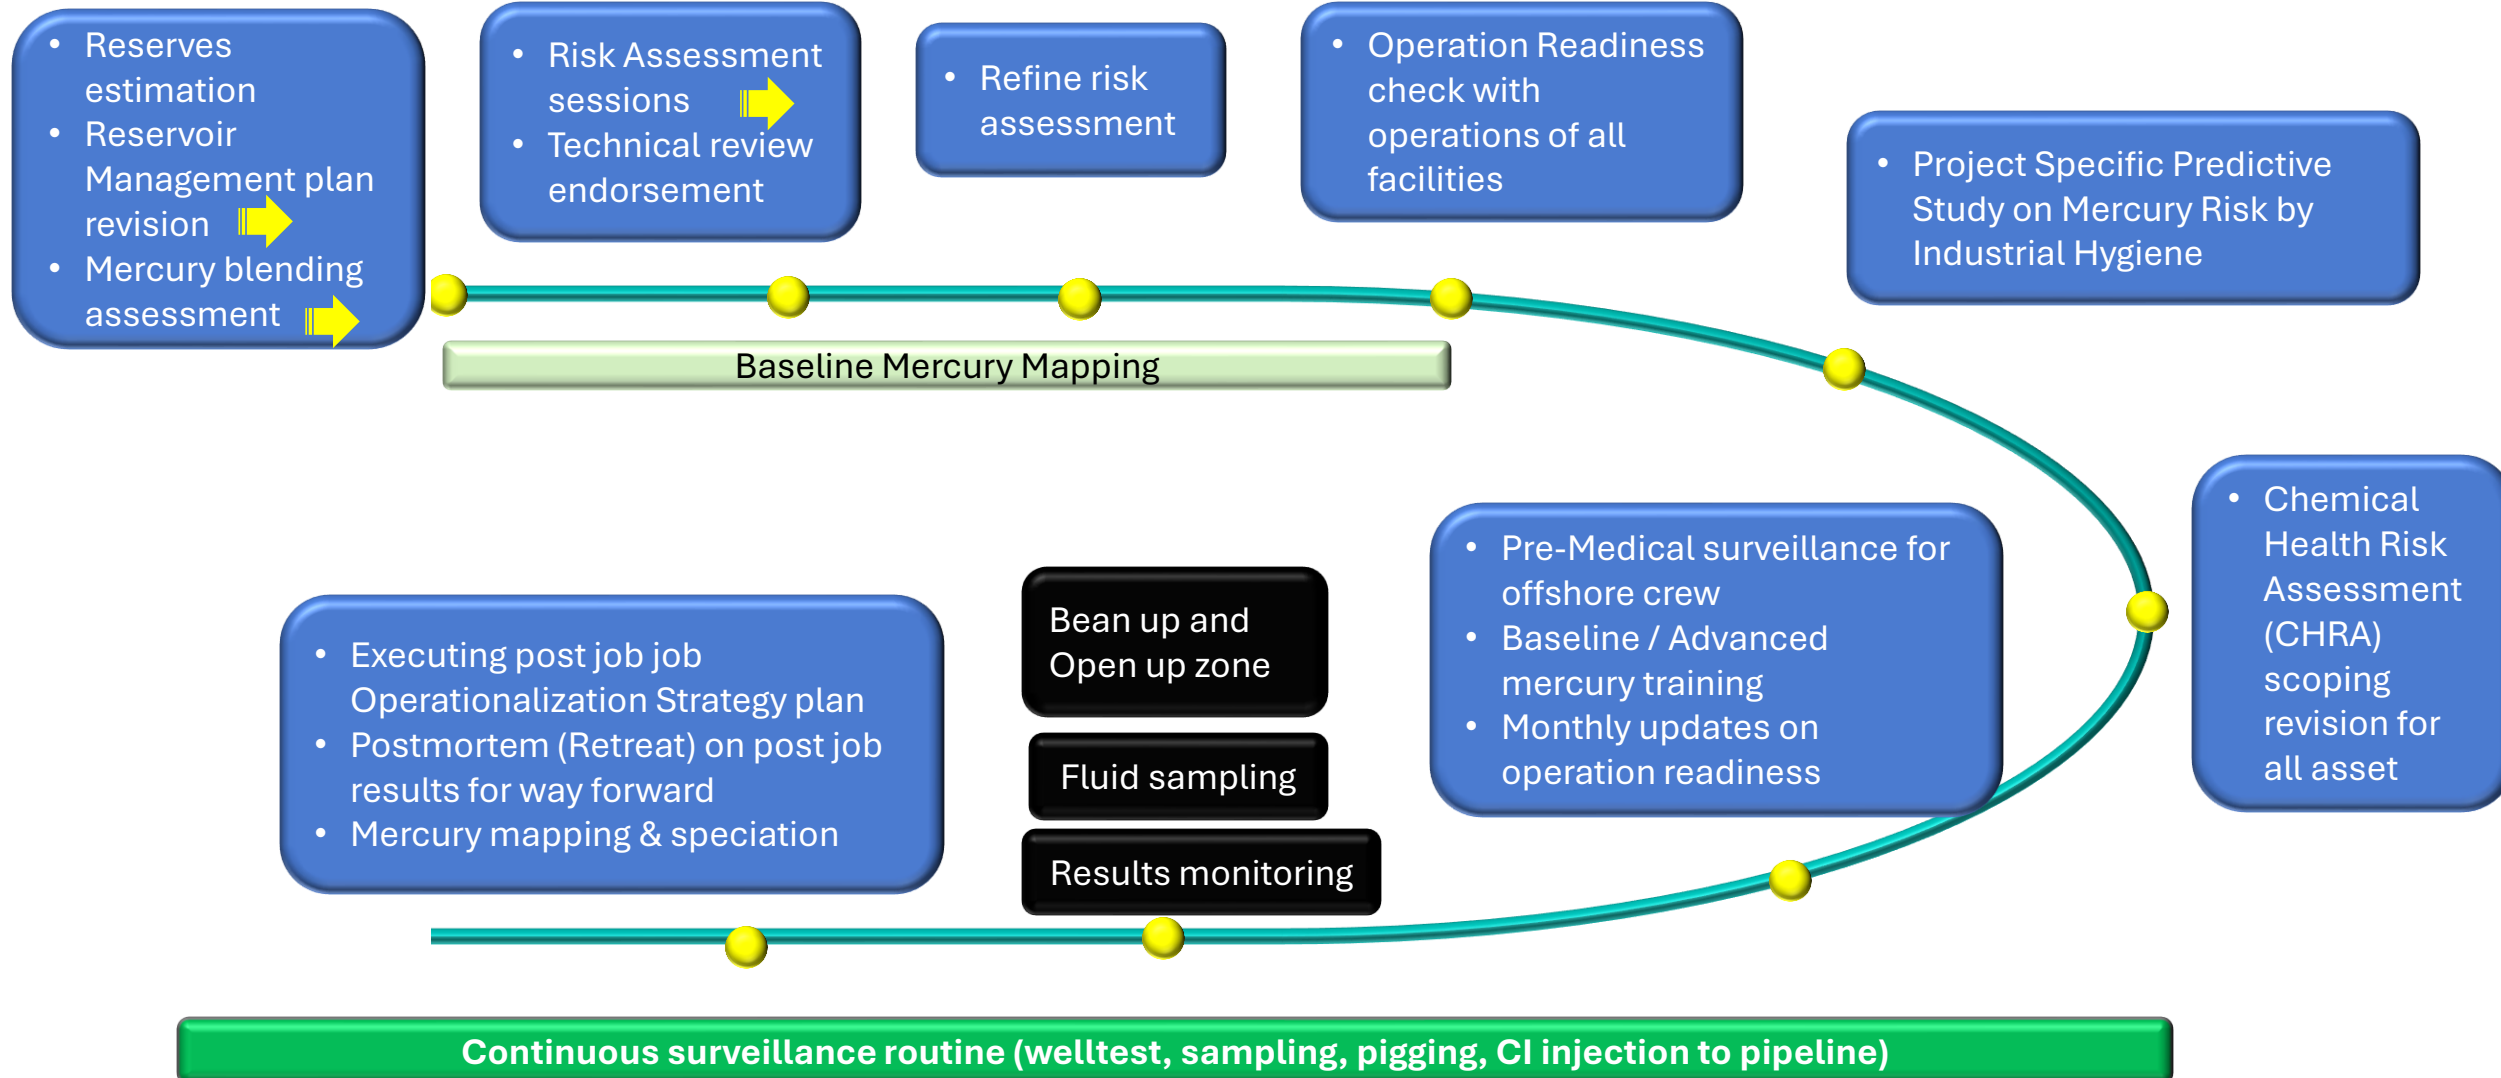 • Reserves
estimation
• Reservoir
Management plan
revision
• Mercury blending
assessment
• Risk Assessment
sessions
• Technical review
endorsement
• Refine risk
assessment
• Operation Readiness
check with
operations of all
facilities
• Project Specific Predictive
Study on Mercury Risk by
Industrial Hygiene
Baseline Mercury Mapping
• Chemical
Health Risk
Assessment
(CHRA)
scoping
revision for
all asset
• Pre-Medical surveillance for
offshore crew
• Baseline / Advanced
mercury training
• Monthly updates on
operation readiness
Bean up and
Open up zone
Fluid sampling
Results monitoring
• Executing post job job
Operationalization Strategy plan
• Postmortem (Retreat) on post job
results for way forward
• Mercury mapping & speciation
Continuous surveillance routine (welltest, sampling, pigging, CI injection to pipeline)